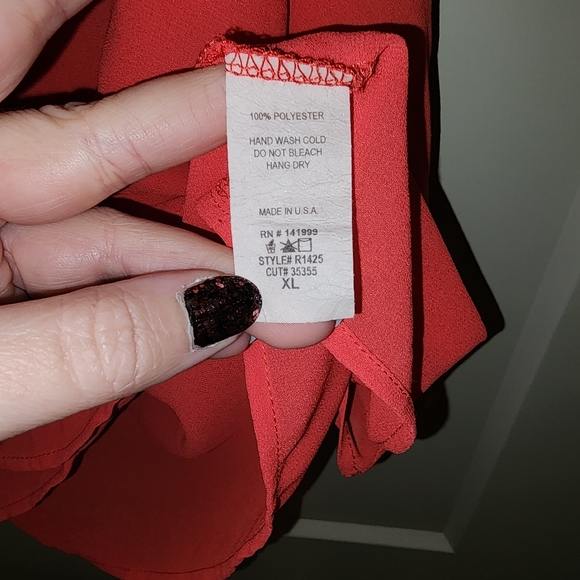 100% POLYESTER
HAND WASH COLD
DO NOT BLEACH
HANG DRY
MADE IN U.S.A.
RN # 141999
STYLE# R1425
CUT# 35355
XL